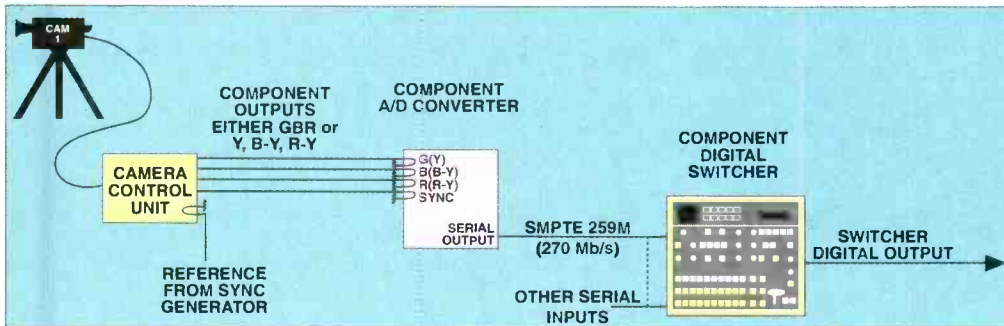 CAM
1
COMPONENT
OUTPUTS
EITHER GBR or
Y, B-Y, R-Y
COMPONENT
A/D CONVERTER
CAMERA
CONTROL
UNIT
G(Y)
B(B-Y)
R(R-Y)
SYNC
SERIAL
OUTPUT
REFERENCE
FROM SYNC
GENERATOR
SMPTE 259M
(270 Mb/s)
OTHER SERIAL
INPUTS
COMPONENT
DIGITAL
SWITCHER
SWITCHER
DIGITAL OUTPUT